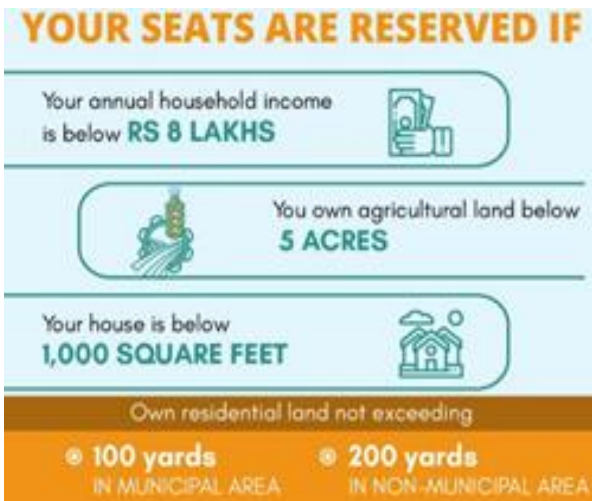 YOUR SEATS ARE RESERVED IF
Your annual household income
is below RS 8 LAKHS
You own agricultural land below
5 ACRES
Your house is below
1,000 SQUARE FEET
Own residential land not exceeding
100 yards
IN MUNICIPAL AREA
200 yards
IN NON-MUNICIPAL AREA